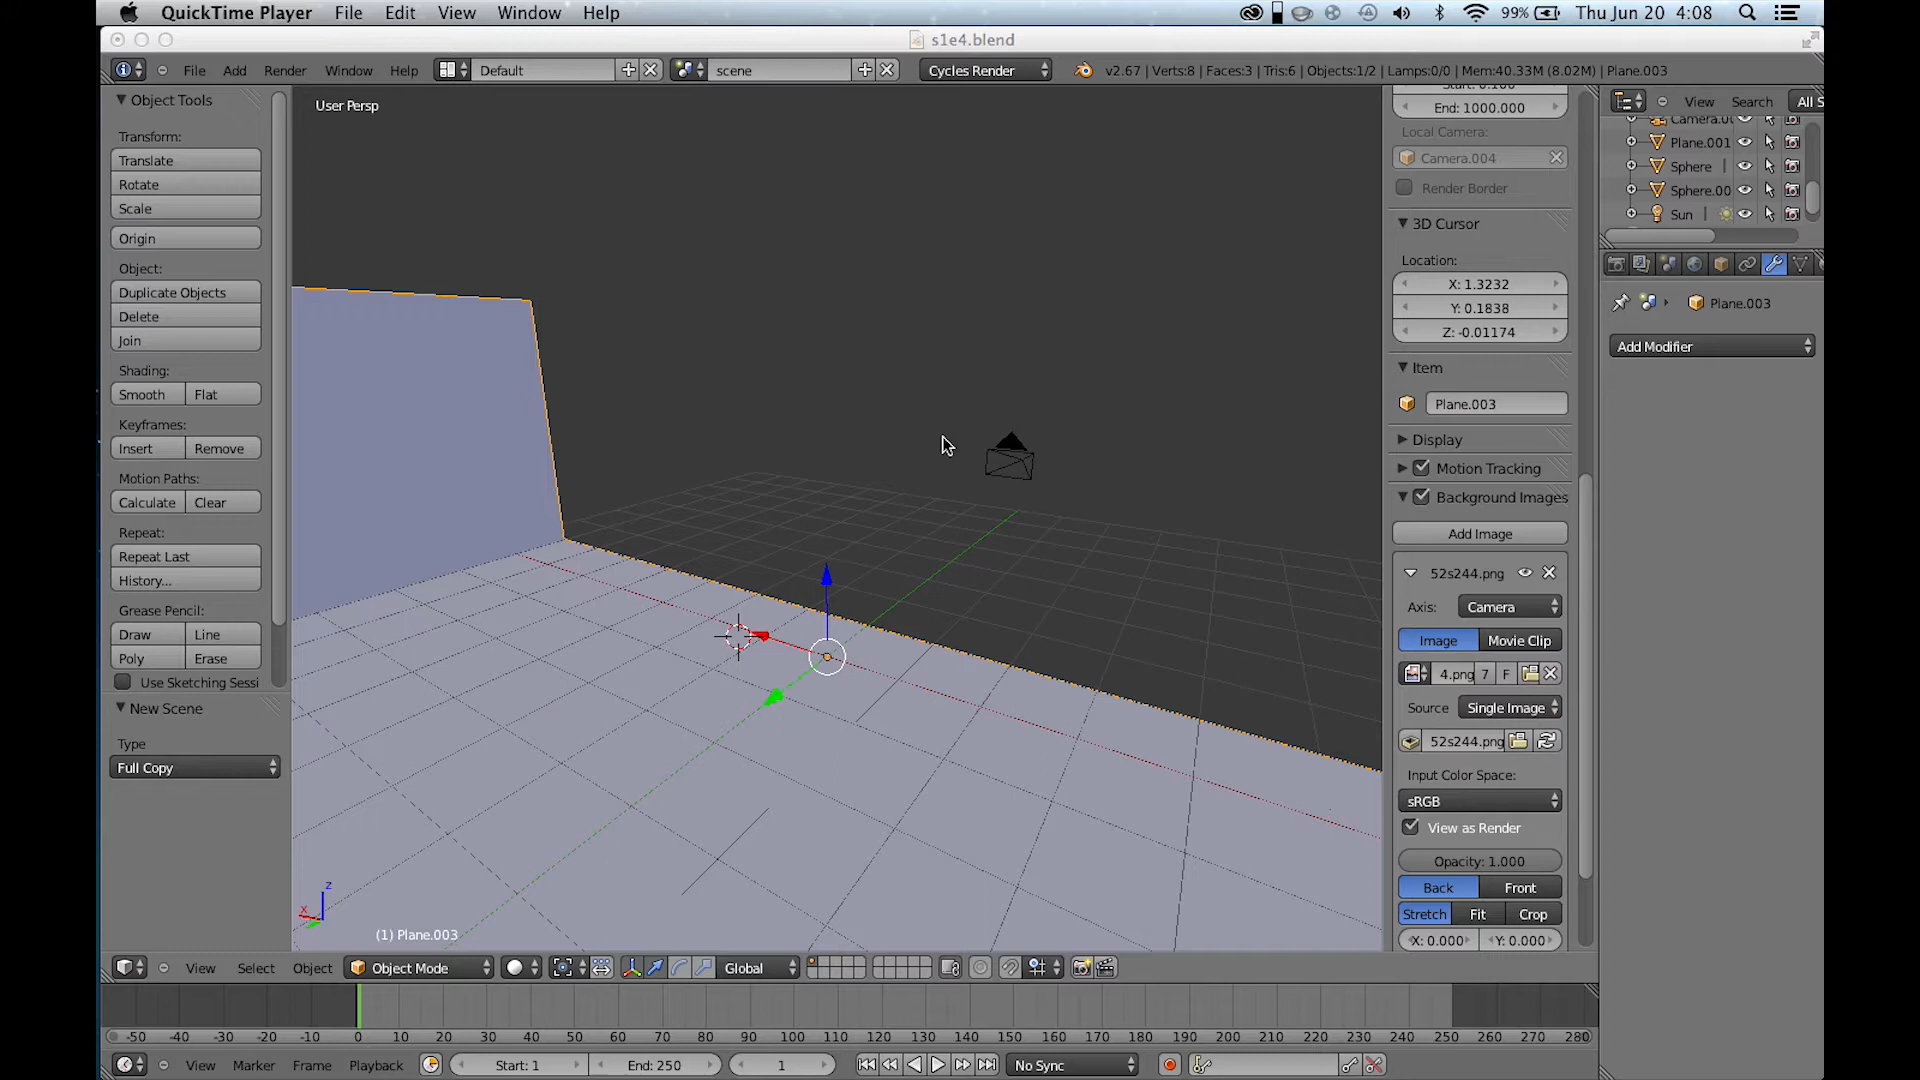 QuickTime Player File Edit View Window Help 99% Thu Jun 20 4:08
s1e4.blend
File Add Render Window Help Default scene Cycles Render v2.67 | Verts:8 | Faces:3 | Tris:6 | Objects:1/2 | Lamps:0/0 | Mem:40.33M (8.02M) | Plane.003
Object Tools
Transform:
Translate
Rotate
Scale
Origin
Object:
Duplicate Objects
Delete
Join
Shading:
Smooth Flat
Keyframes:
Insert Remove
Motion Paths:
Calculate Clear
Repeat:
Repeat Last
History...
Grease Pencil:
Draw Line
Poly Erase
Use Sketching Sessi
New Scene
Type
Full Copy
User Persp
z
x
(1) Plane.003
End: 1000.000
Local Camera:
Camera.004
Render Border
3D Cursor
Location:
X: 1.3232
Y: 0.1838
Z: -0.01174
Item
Plane.003
Display
Motion Tracking
Background Images
Add Image
52s244.png
Axis: Camera
Image Movie Clip
4.png 7 F
Source Single Image
52s244.png
Input Color Space:
sRGB
View as Render
Opacity: 1.000
Back Front
Stretch Fit Crop
X: 0.000 Y: 0.000
View Search All S
Plane.001
Sphere
Sphere.00
Sun
Plane.003
Add Modifier
View Select Object Object Mode Global
-50 -40 -30 -20 -10 0 10 20 30 40 50 60 70 80 90 100 110 120 130 140 150 160 170 180 190 200 210 220 230 240 250 260 270 280
View Marker Frame Playback Start: 1 End: 250 1 No Sync